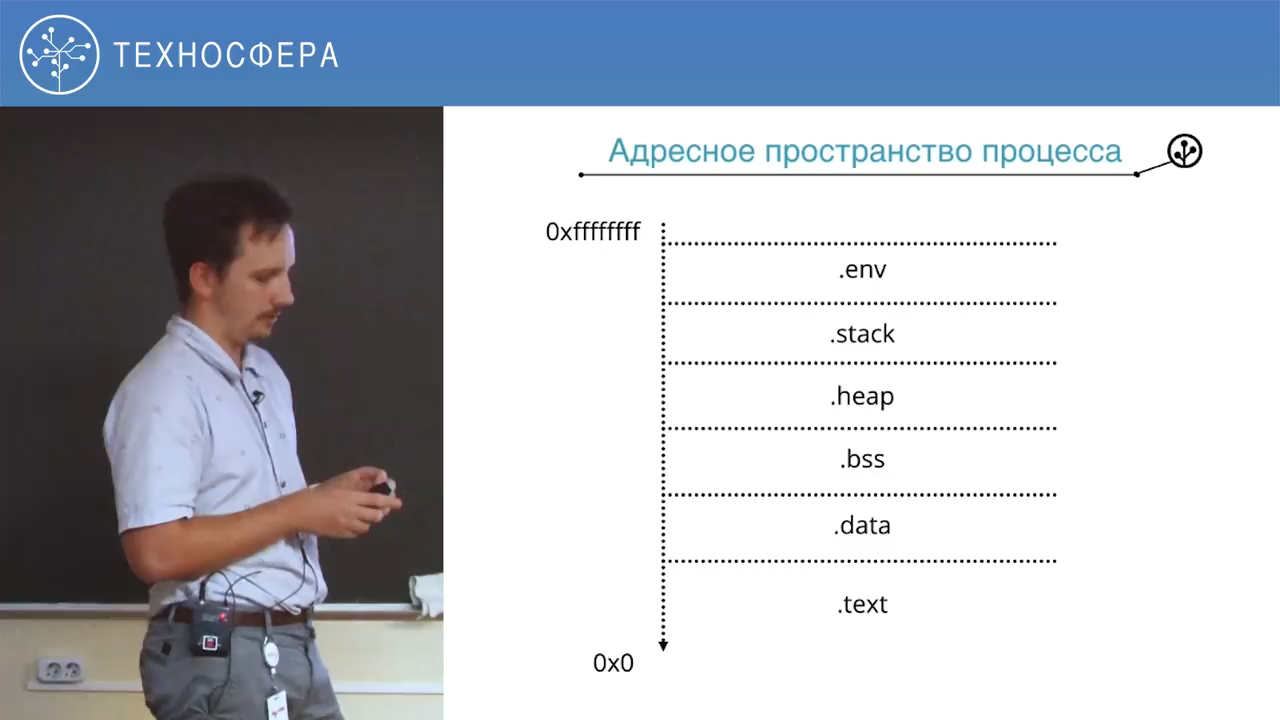 ТЕХНОСФЕРА
Адресное пространство процесса
0xffffffff
.env
.stack
.heap
.bss
.data
.text
0x0